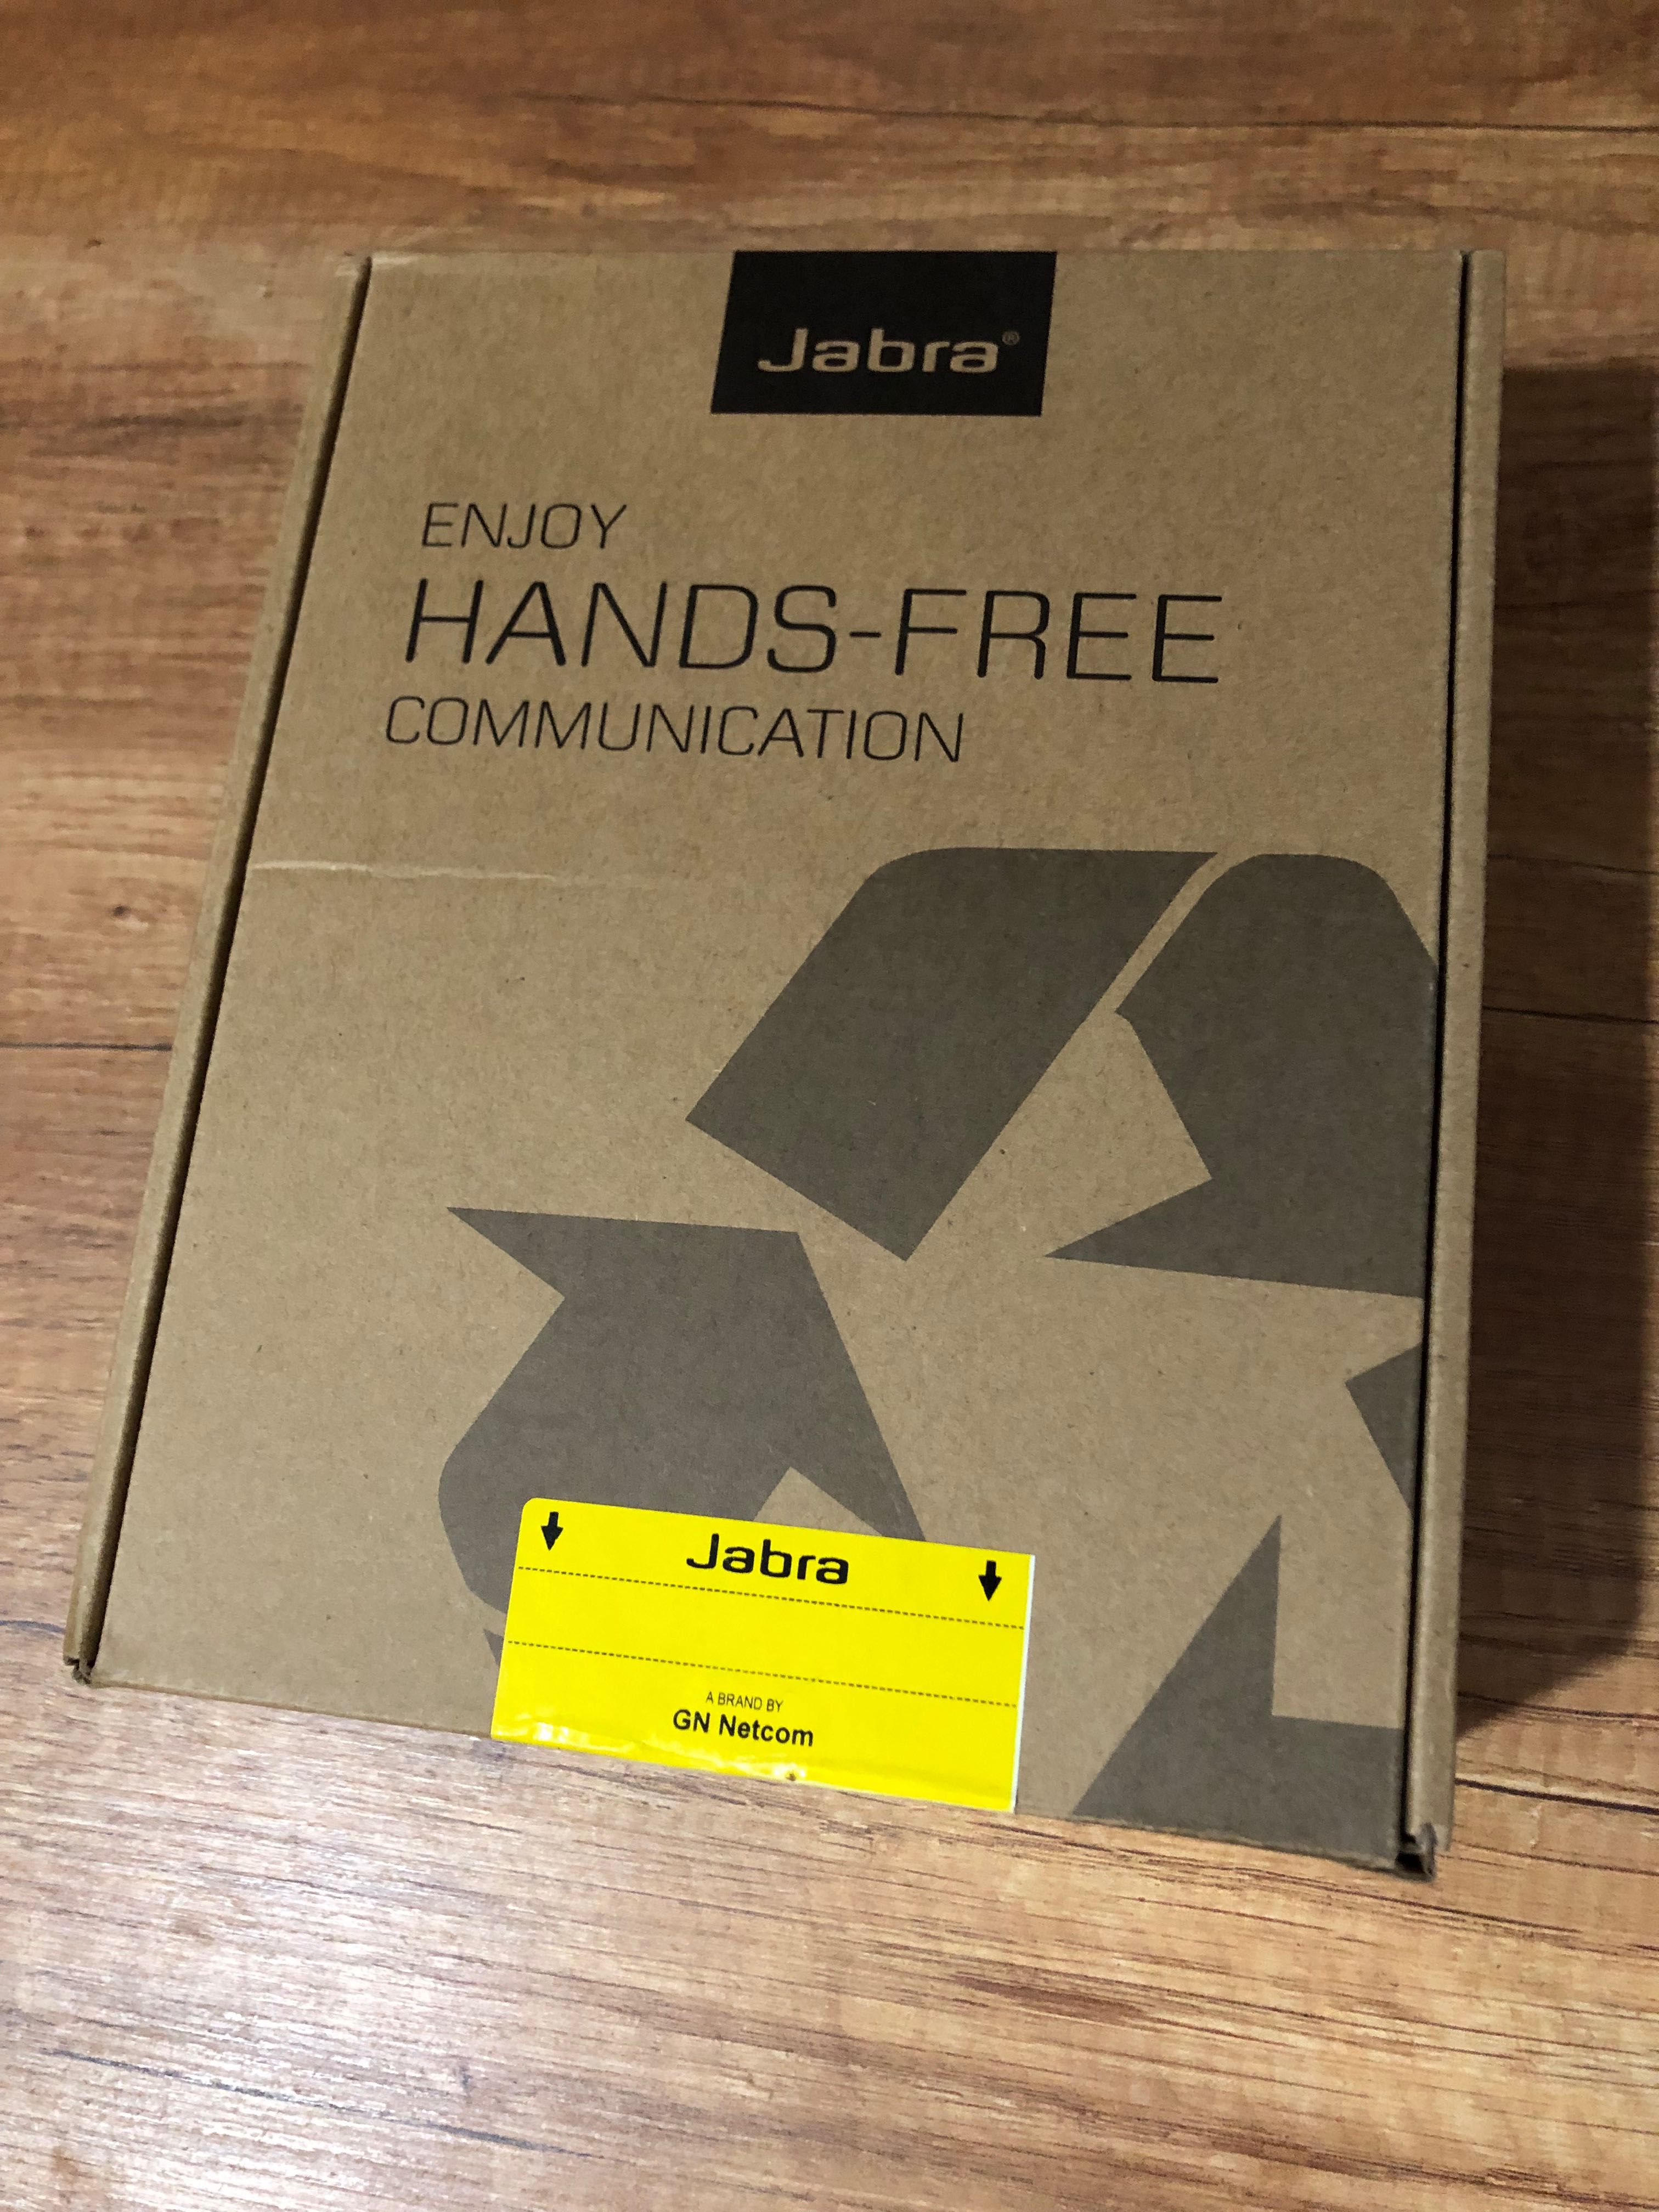 Jabra®
ENJOY
HANDS-FREE
COMMUNICATION
Jabra
A BRAND BY
GN Netcom